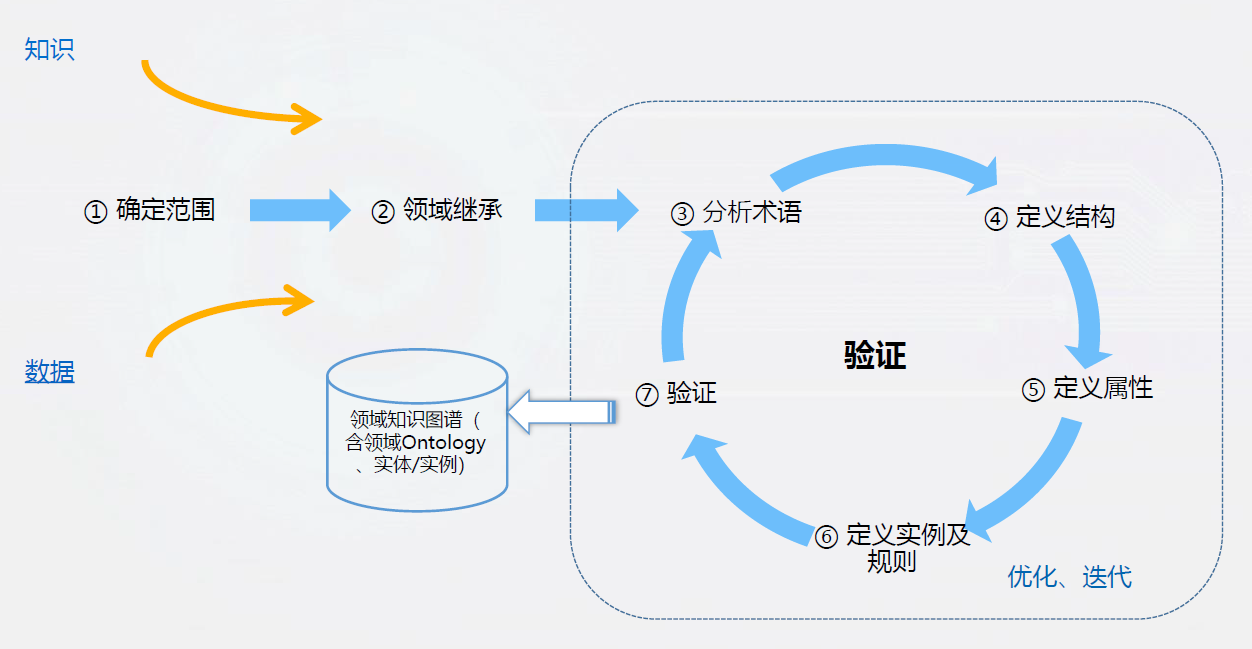 知识
① 确定范围
② 领域继承
③ 分析术语
④ 定义结构
验证
数据
⑦ 验证
⑤ 定义属性
领域知识图谱（
含领域Ontology
、实体/实例）
⑥ 定义实例及
规则
优化、迭代